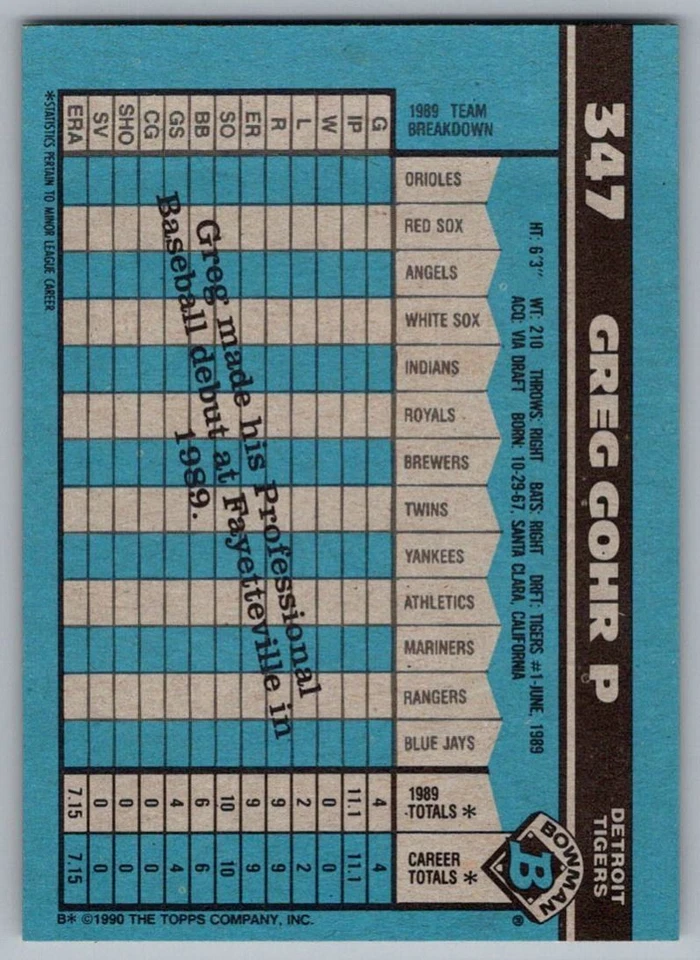 347 GREG GOHR P
DETROIT
TIGERS
HT: 6'3" WT: 210 THROWS: RIGHT BATS: RIGHT DRFT: TIGERS #1-JUNE, 1989
ACQ: VIA DRAFT BORN: 10-29-67, SANTA CLARA, CALIFORNIA
BOWMAN
B
®
1989 TEAM
BREAKDOWN
G IP W L R ER SO BB GS CG SHO SV ERA
ORIOLES
RED SOX
ANGELS
WHITE SOX
INDIANS
ROYALS
BREWERS
TWINS
YANKEES
ATHLETICS
MARINERS
RANGERS
BLUE JAYS
1989
TOTALS * 4 11.1 0 2 9 9 10 6 4 0 0 0 7.15
CAREER
TOTALS * 4 11.1 0 2 9 9 10 6 4 0 0 0 7.15
Greg made his Professional
Baseball debut at Fayetteville in
1989.
*STATISTICS PERTAIN TO MINOR LEAGUE CAREER
B* ©1990 THE TOPPS COMPANY, INC.